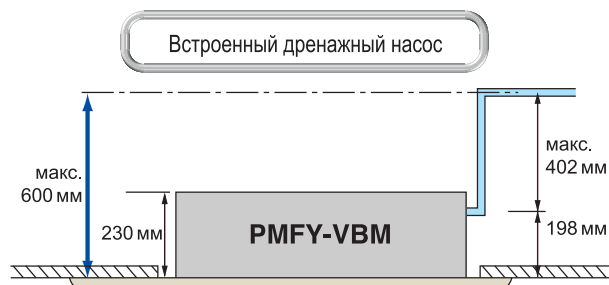 Встроенный дренажный насос
макс.
600 мм
230 мм
PMFY-VBM
макс.
402 мм
198 мм